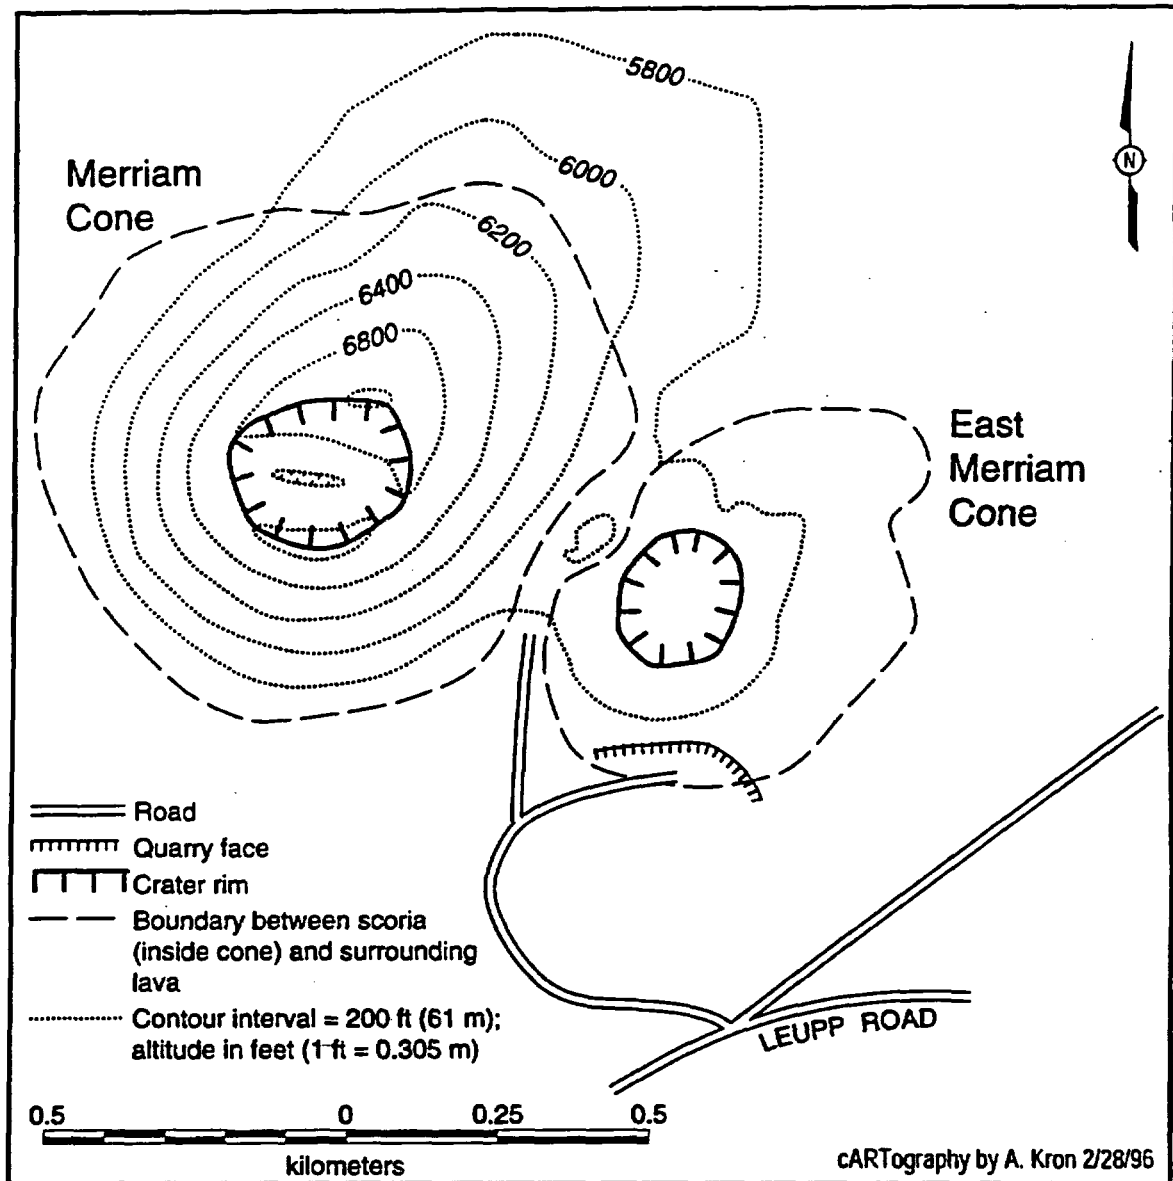 5800
Merriam
Cone
6000
N
6200
6400
6800
East
Merriam
Cone
Road
Quarry face
Crater rim
Boundary between scoria
(inside cone) and surrounding
lava
Contour interval = 200 ft (61 m);
altitude in feet (1 ft = 0.305 m)
LEUPP ROAD
0.5 0 0.25 0.5
kilometers
cARTography by A. Kron 2/28/96